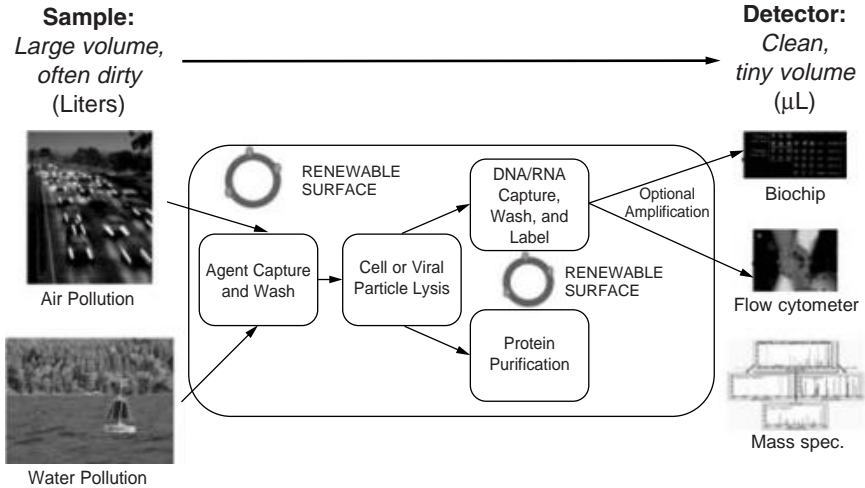 Sample:
Large volume,
often dirty
(Liters)
Detector:
Clean,
tiny volume
(μL)
RENEWABLE
SURFACE
DNA/RNA
Capture,
Wash, and
Label
Optional
Amplification
Biochip
Agent Capture
and Wash
Cell or Viral
Particle Lysis
RENEWABLE
SURFACE
Air Pollution
Flow cytometer
Protein
Purification
Mass spec.
Water Pollution